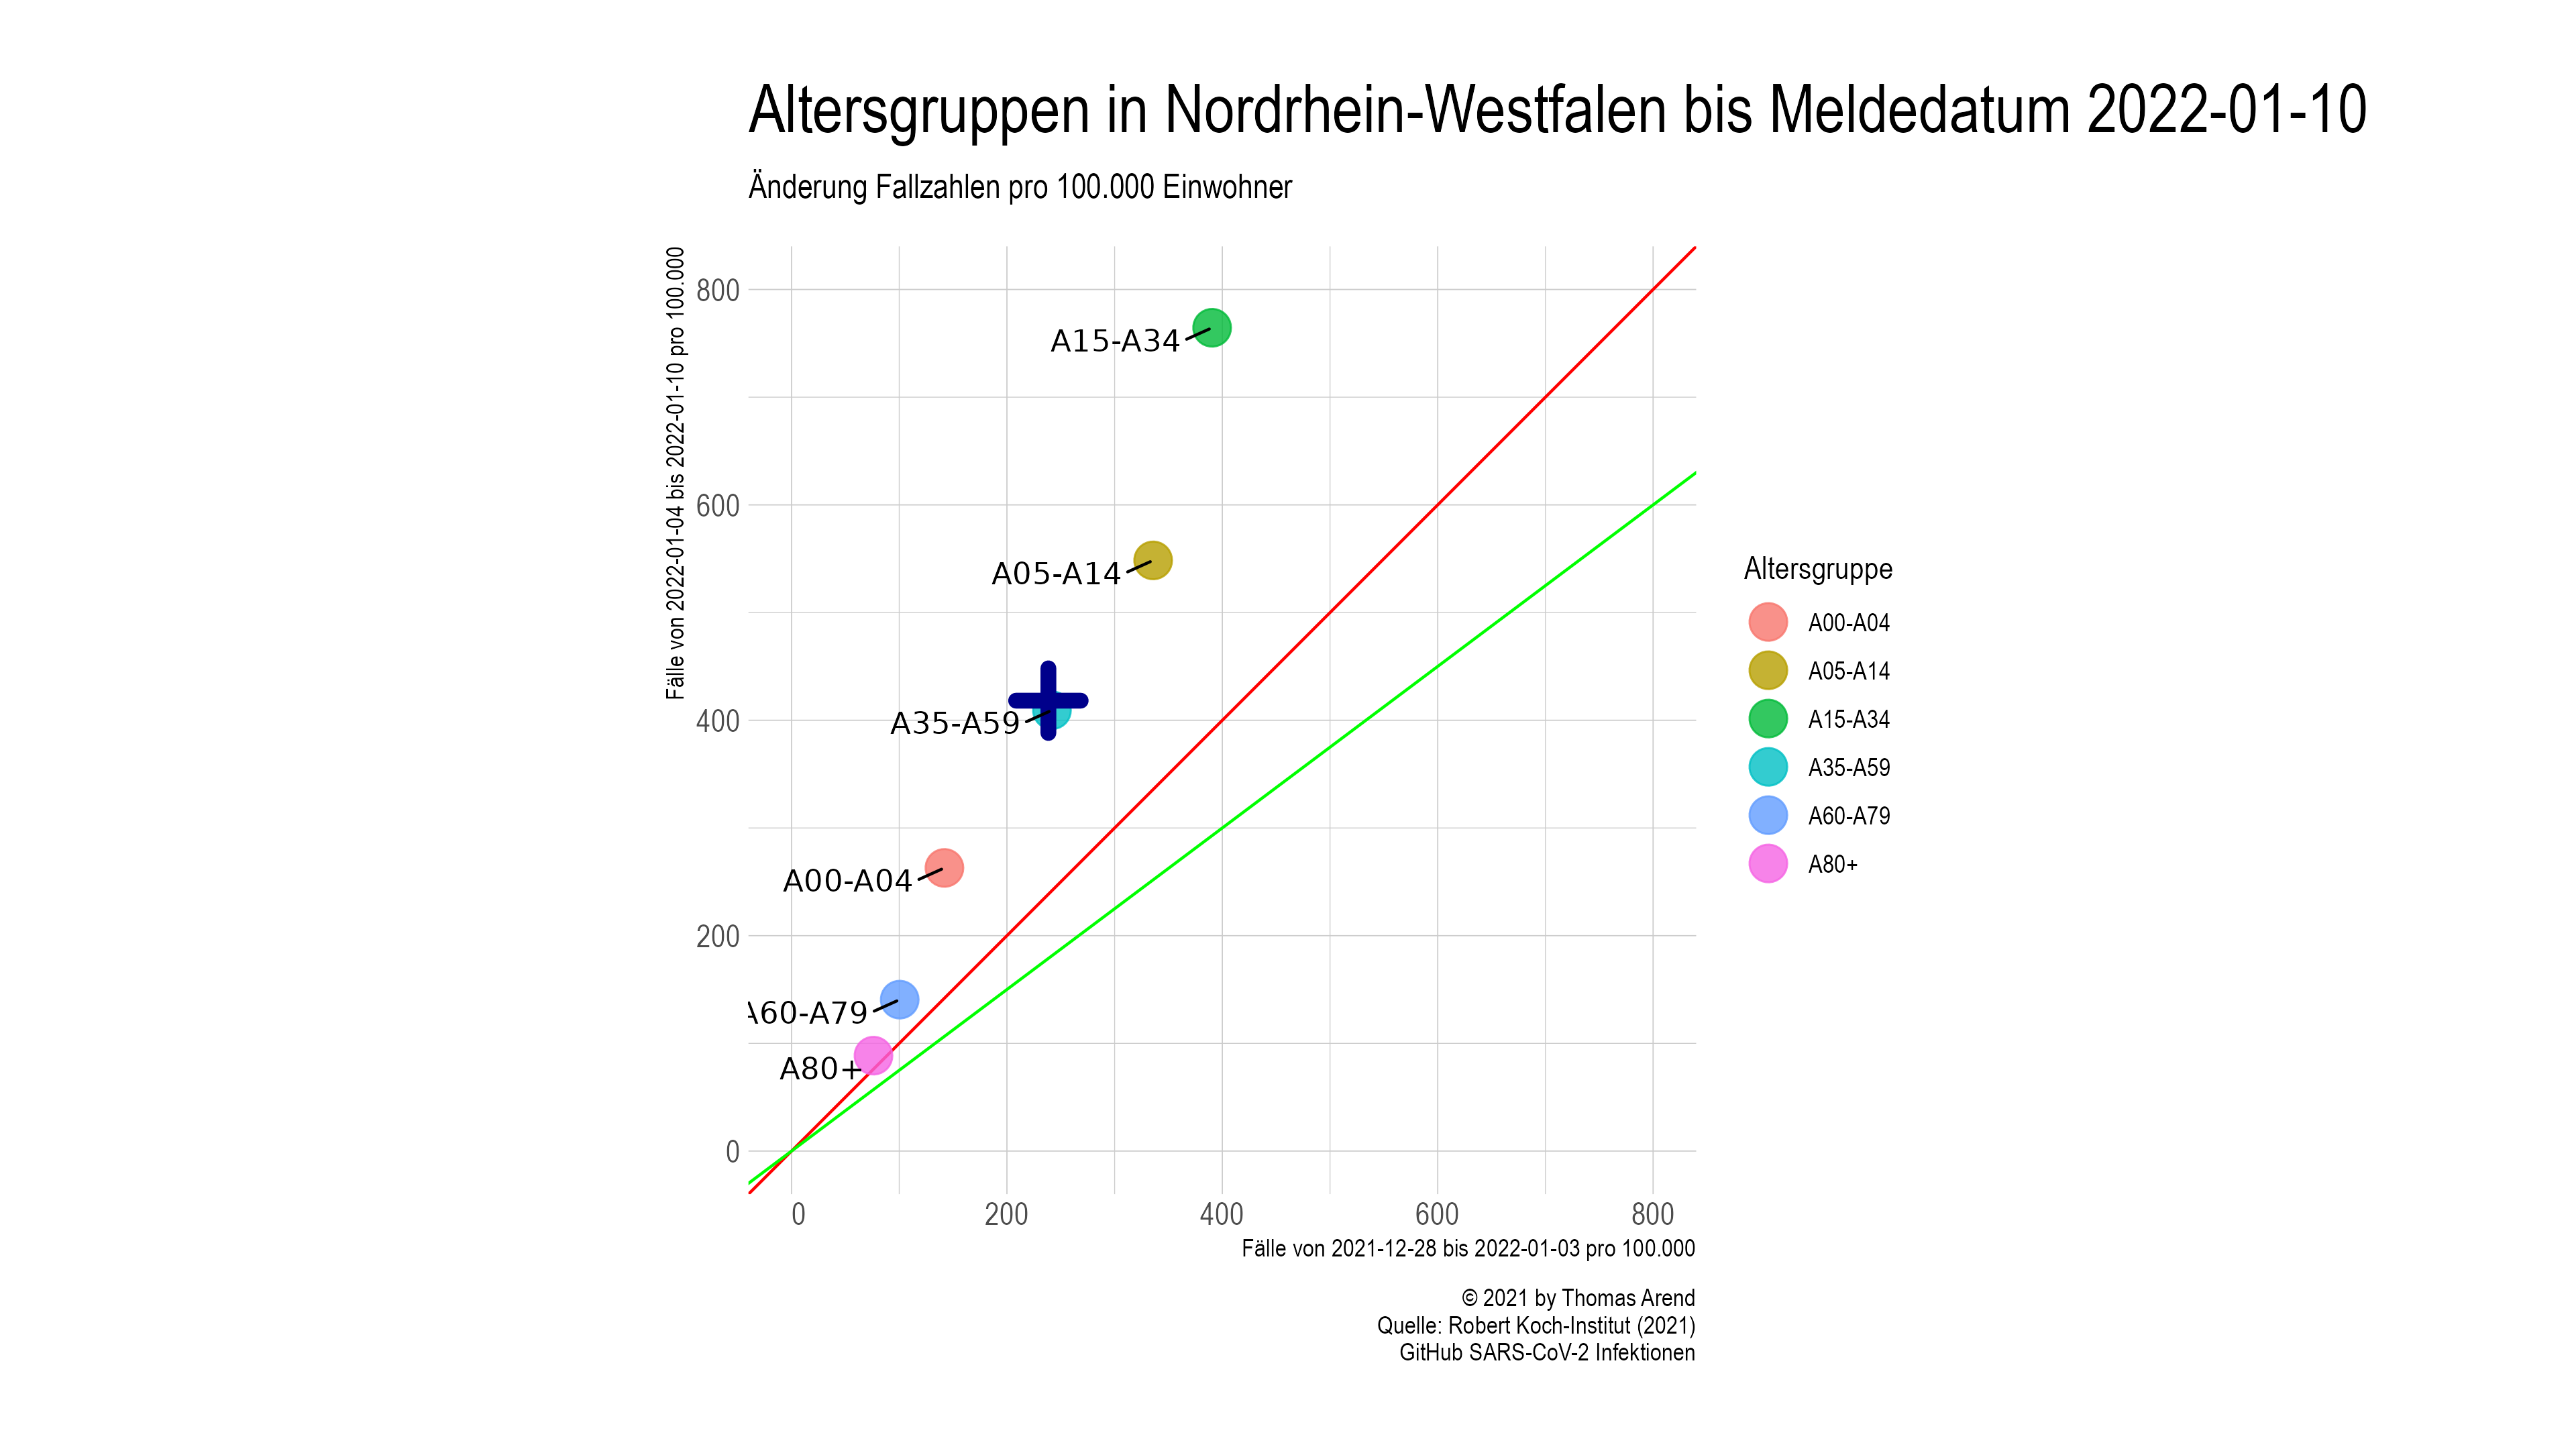 Altersgruppen in Nordrhein-Westfalen bis Meldedatum 2022-01-10
Änderung Fallzahlen pro 100.000 Einwohner
Fälle von 2022-01-04 bis 2022-01-10 pro 100.000
800
600
400
200
0
A15-A34
A05-A14
A35-A59
A00-A04
A60-A79
A80+
0 200 400 600 800
Fälle von 2021-12-28 bis 2022-01-03 pro 100.000
Altersgruppe
A00-A04
A05-A14
A15-A34
A35-A59
A60-A79
A80+
© 2021 by Thomas Arend
Quelle: Robert Koch-Institut (2021)
GitHub SARS-CoV-2 Infektionen